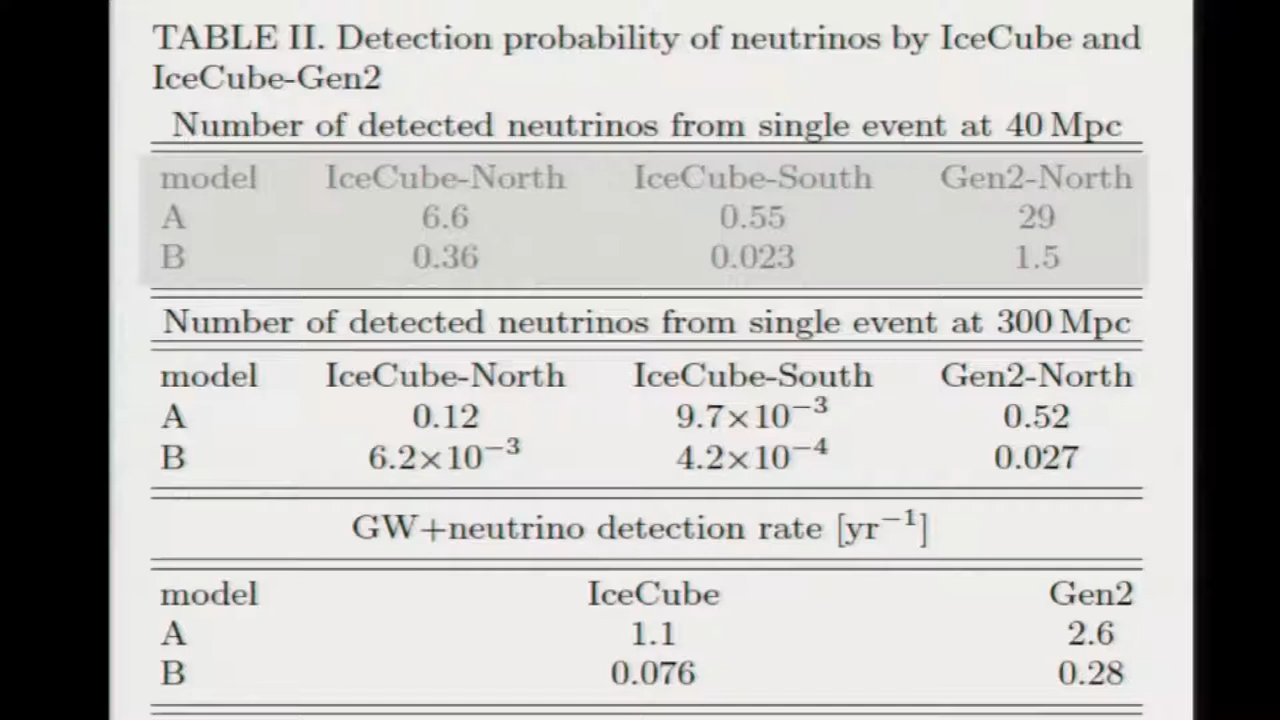 TABLE II. Detection probability of neutrinos by IceCube and
IceCube-Gen2
Number of detected neutrinos from single event at 40 Mpc
model IceCube-North IceCube-South Gen2-North
A 6.6 0.55 29
B 0.36 0.023 1.5
Number of detected neutrinos from single event at 300 Mpc
model IceCube-North IceCube-South Gen2-North
A 0.12 9.7×10⁻³ 0.52
B 6.2×10⁻³ 4.2×10⁻⁴ 0.027
GW+neutrino detection rate [yr⁻¹]
model IceCube Gen2
A 1.1 2.6
B 0.076 0.28